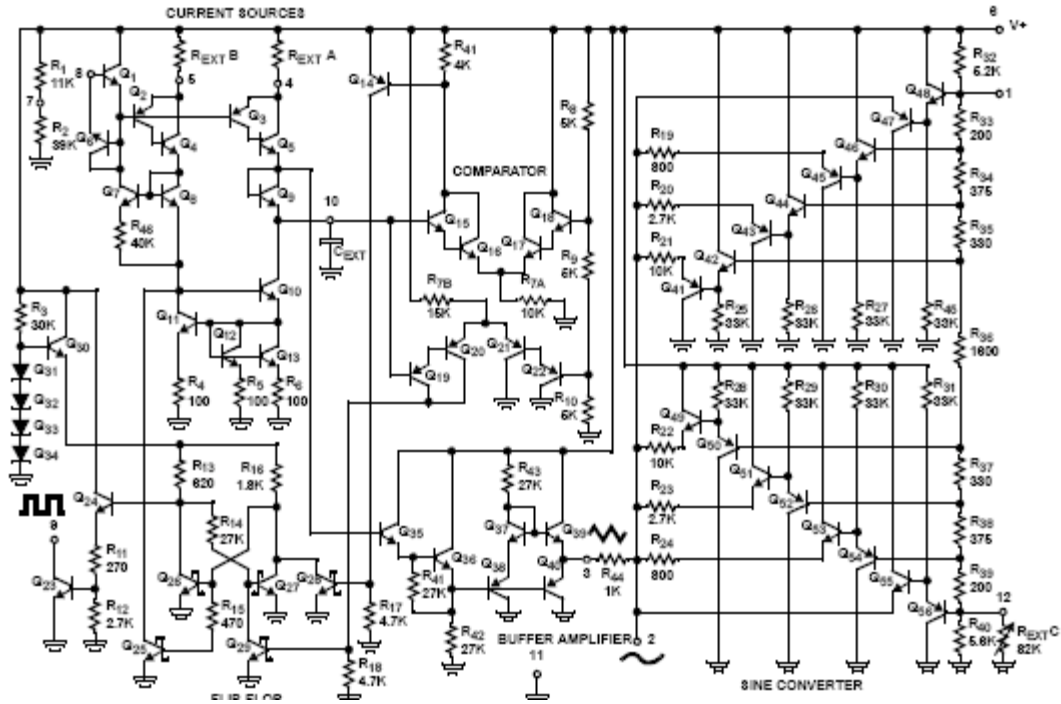 CURRENT SOURCES
6
V+
R1
11K
8
Q1
REXT B
5
REXT A
4
Q14
R41
4K
R32
5.2K
1
7
R2
39K
Q2
Q3
R8
5K
Q48
Q47
R33
200
Q6
Q4
Q5
R19
800
Q46
COMPARATOR
R34
375
Q7
Q8
Q9
10
Q45
R20
2.7K
Q44
R46
40K
CEXT
Q15
Q16
Q17
Q18
R9
5K
R21
10K
Q43
Q42
R35
330
R7B
15K
R7A
10K
Q41
Q10
R25
33K
R26
33K
R27
33K
R45
33K
R3
30K
Q30
Q11
Q12
Q13
Q20
Q21
R36
1600
Q31
Q32
Q33
Q34
R4
100
R5
100
R6
100
Q19
Q22
R10
5K
R28
33K
R29
33K
R30
33K
R31
33K
Q49
R22
10K
Q50
R13
620
R16
1.8K
R43
27K
R37
330
Q51
Q24
R14
27K
Q35
Q37
Q39
R23
2.7K
Q52
R38
375
9
R11
270
Q36
Q53
Q54
R24
800
Q23
Q26
Q27
Q28
R41
27K
Q38
Q40
3
R44
1K
Q55
R39
200
12
R12
2.7K
R15
470
R17
4.7K
Q56
R40
5.6K
REXT C
82K
Q25
Q29
R18
4.7K
R42
27K
BUFFER AMPLIFIER
11
2
FLIP-FLOP
SINE CONVERTER